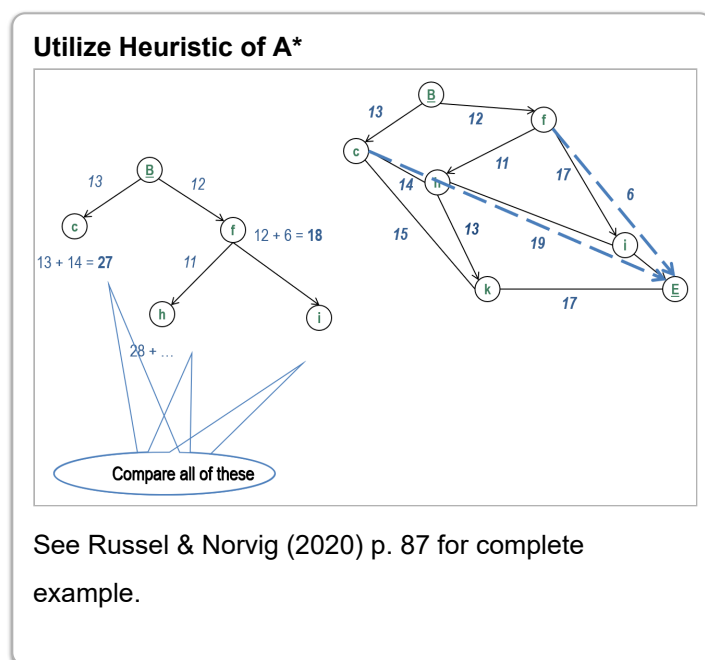 Utilize Heuristic of A*
B
13
12
c
f
12 + 6 = 18
13 + 14 = 27
11
h
i
28 + ...
Compare all of these
B
13
12
f
c
11
14
h
17
6
15
13
19
i
k
E
17
See Russel & Norvig (2020) p. 87 for complete
example.